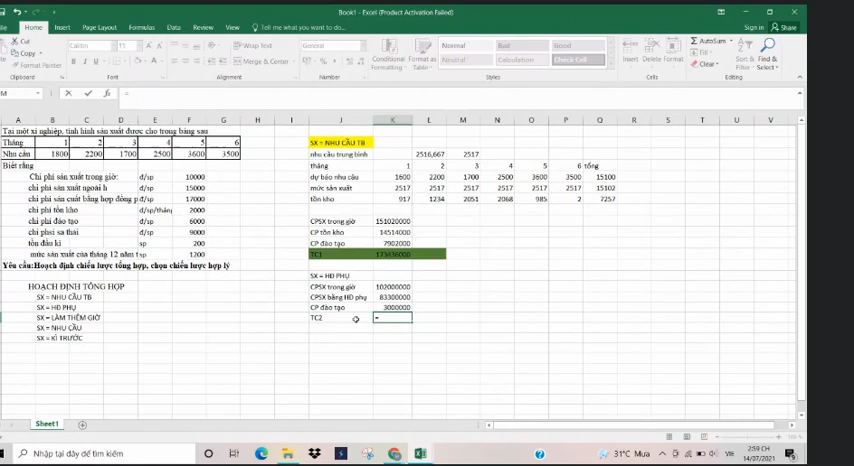 Book1 - Excel (Product Activation Failed)
Home Insert Page Layout Formulas Data Review View Tell me what you want to do... Sign in Share
Cut
Copy
Format Painter
Clipboard
Calibri 11
Font
Wrap Text
Merge & Center
Alignment
General
Number
Conditional Formatting
Format as Table
Normal Bad Good
Neutral Calculation Check Cell
Styles
Insert Delete Format
Cells
AutoSum
Fill
Clear
Sort & Filter
Find & Select
Editing
=
A B C D E F G H I J K L M N O P Q R S T U V
Tại một xí nghiệp, tình hình sản xuất được cho trong bảng sau
Tháng 1 2 3 4 5 6
Nhu cầu 1800 2200 1700 2500 3600 3500
Biết rằng
Chi phí sản xuất trong giờ: đ/sp 10000
chi phí sản xuất ngoài h đ/sp 15000
chi phí sản cuất bằng hợp đồng p đ/sp 17000
chi phí tồn kho đ/sp/tháng 2000
chi phí đào tạo đ/sp 6000
chi phí sa thải đ/sp 9000
tồn đầu kì sp 200
mức sản xuất của tháng 12 năm t sp 1200
Yêu cầu:Hoạch định chiến lược tổng hợp, chọn chiến lược hợp lý
HOẠCH ĐỊNH TỔNG HỢP
SX = NHU CẦU TB
SX = HĐ PHỤ
SX = LÀM THÊM GIỜ
SX = NHU CẦU
SX = KÌ TRƯỚC
SX = NHU CẦU TB
nhu cầu trung bình 2516,667 2517
tháng 1 2 3 4 5 6 tổng
dự báo nhu cầu 1600 2200 1700 2500 3600 3500 15100
mức sản xuất 2517 2517 2517 2517 2517 2517 15102
tồn kho 917 1234 2051 2068 985 2 7257
CPSX trong giờ 151020000
CP tồn kho 14514000
CP đào tạo 7902000
TC1 173436000
SX = HĐ PHỤ
CPSX trong giờ 102000000
CPSX bằng HĐ phụ 83300000
CP đào tạo 3000000
TC2 =
Sheet1
100%
Nhập tại đây để tìm kiếm
31°C Mưa
VIE
2:59 CH
14/07/2021